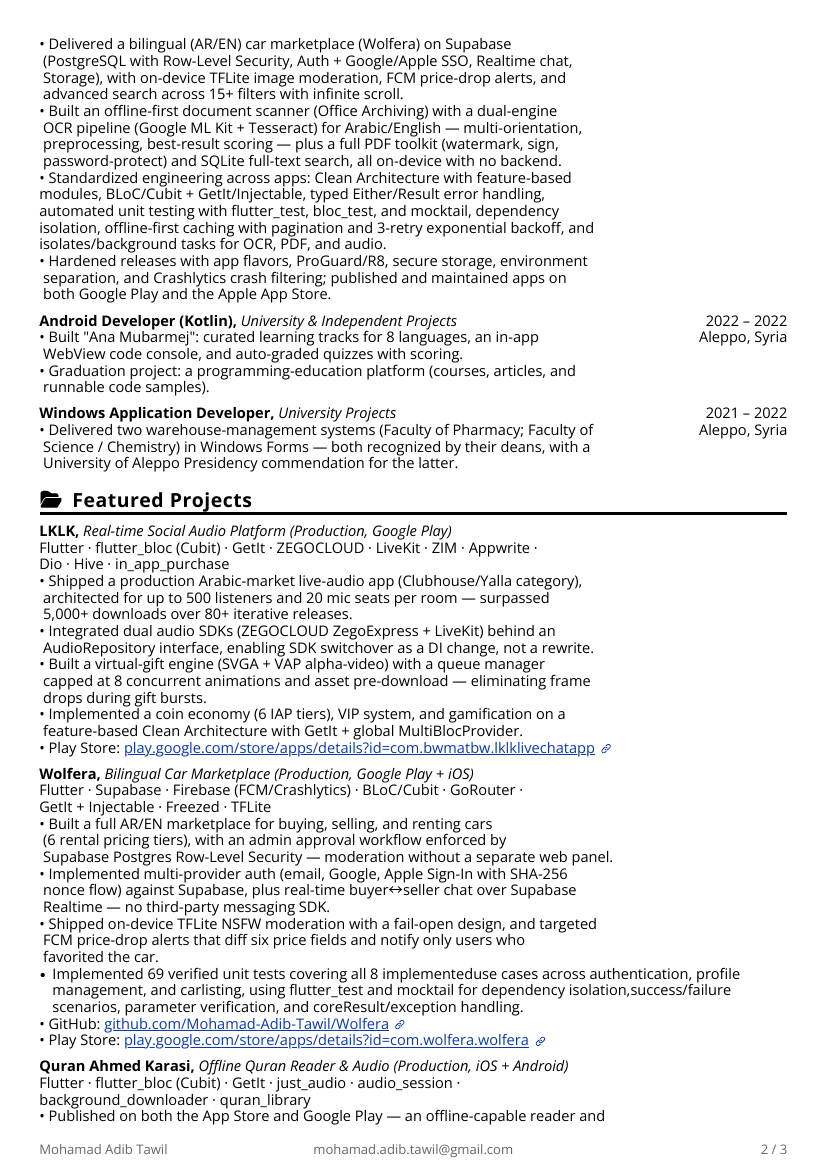 • Delivered a bilingual (AR/EN) car marketplace (Wolfera) on Supabase
(PostgreSQL with Row-Level Security, Auth + Google/Apple SSO, Realtime chat,
Storage), with on-device TFLite image moderation, FCM price-drop alerts, and
advanced search across 15+ filters with infinite scroll.
• Built an offline-first document scanner (Office Archiving) with a dual-engine
OCR pipeline (Google ML Kit + Tesseract) for Arabic/English — multi-orientation,
preprocessing, best-result scoring — plus a full PDF toolkit (watermark, sign,
password-protect) and SQLite full-text search, all on-device with no backend.
• Standardized engineering across apps: Clean Architecture with feature-based
modules, BLoC/Cubit + GetIt/Injectable, typed Either/Result error handling,
automated unit testing with flutter_test, bloc_test, and mocktail, dependency
isolation, offline-first caching with pagination and 3-retry exponential backoff, and
isolates/background tasks for OCR, PDF, and audio.
• Hardened releases with app flavors, ProGuard/R8, secure storage, environment
separation, and Crashlytics crash filtering; published and maintained apps on
both Google Play and the Apple App Store.
Android Developer (Kotlin), University & Independent Projects 2022 – 2022
• Built "Ana Mubarmej": curated learning tracks for 8 languages, an in-app Aleppo, Syria
WebView code console, and auto-graded quizzes with scoring.
• Graduation project: a programming-education platform (courses, articles, and
runnable code samples).
Windows Application Developer, University Projects 2021 – 2022
• Delivered two warehouse-management systems (Faculty of Pharmacy; Faculty of Aleppo, Syria
Science / Chemistry) in Windows Forms — both recognized by their deans, with a
University of Aleppo Presidency commendation for the latter.
Featured Projects
LKLK, Real-time Social Audio Platform (Production, Google Play)
Flutter · flutter_bloc (Cubit) · GetIt · ZEGOCLOUD · LiveKit · ZIM · Appwrite ·
Dio · Hive · in_app_purchase
• Shipped a production Arabic-market live-audio app (Clubhouse/Yalla category),
architected for up to 500 listeners and 20 mic seats per room — surpassed
5,000+ downloads over 80+ iterative releases.
• Integrated dual audio SDKs (ZEGOCLOUD ZegoExpress + LiveKit) behind an
AudioRepository interface, enabling SDK switchover as a DI change, not a rewrite.
• Built a virtual-gift engine (SVGA + VAP alpha-video) with a queue manager
capped at 8 concurrent animations and asset pre-download — eliminating frame
drops during gift bursts.
• Implemented a coin economy (6 IAP tiers), VIP system, and gamification on a
feature-based Clean Architecture with GetIt + global MultiBlocProvider.
• Play Store: play.google.com/store/apps/details?id=com.bwmatbw.lklklivechatapp
Wolfera, Bilingual Car Marketplace (Production, Google Play + iOS)
Flutter · Supabase · Firebase (FCM/Crashlytics) · BLoC/Cubit · GoRouter ·
GetIt + Injectable · Freezed · TFLite
• Built a full AR/EN marketplace for buying, selling, and renting cars
(6 rental pricing tiers), with an admin approval workflow enforced by
Supabase Postgres Row-Level Security — moderation without a separate web panel.
• Implemented multi-provider auth (email, Google, Apple Sign-In with SHA-256
nonce flow) against Supabase, plus real-time buyer↔seller chat over Supabase
Realtime — no third-party messaging SDK.
• Shipped on-device TFLite NSFW moderation with a fail-open design, and targeted
FCM price-drop alerts that diff six price fields and notify only users who
favorited the car.
• Implemented 69 verified unit tests covering all 8 implementeduse cases across authentication, profile
management, and carlisting, using flutter_test and mocktail for dependency isolation,success/failure
scenarios, parameter verification, and coreResult/exception handling.
• GitHub: github.com/Mohamad-Adib-Tawil/Wolfera
• Play Store: play.google.com/store/apps/details?id=com.wolfera.wolfera
Quran Ahmed Karasi, Offline Quran Reader & Audio (Production, iOS + Android)
Flutter · flutter_bloc (Cubit) · GetIt · just_audio · audio_session ·
background_downloader · quran_library
• Published on both the App Store and Google Play — an offline-capable reader and
Mohamad Adib Tawil mohamad.adib.tawil@gmail.com 2 / 3